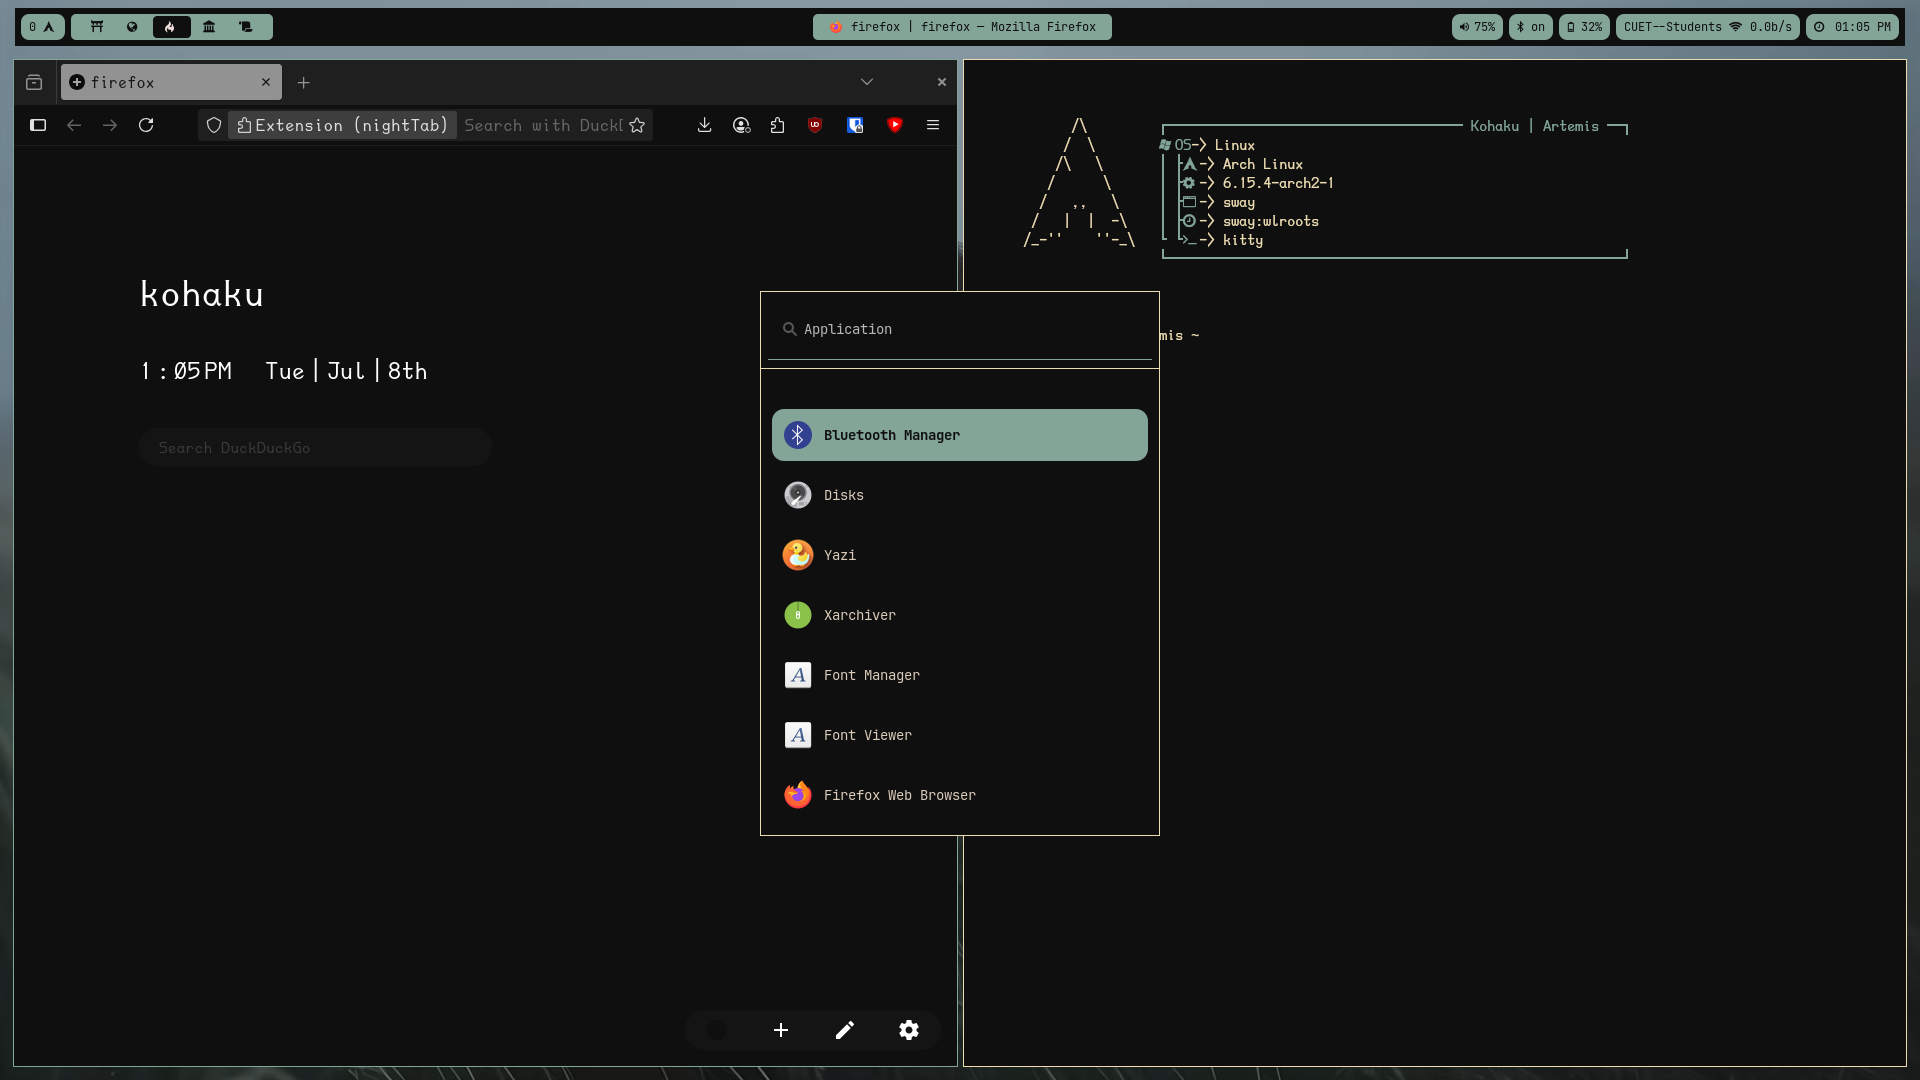 0
firefox | firefox — Mozilla Firefox
75%
on
32%
CUET--Students 0.0b/s
01:05 PM
firefox
Extension (nightTab) Search with Duck
kohaku
1:05PM Tue|Jul|8th
Search DuckDuckGo
Kohaku | Artemis
OS-> Linux
-> Arch Linux
-> 6.15.4-arch2-1
-> sway
-> sway:wlroots
-> kitty
mis ~
Application
Bluetooth Manager
Disks
Yazi
Xarchiver
Font Manager
Font Viewer
Firefox Web Browser